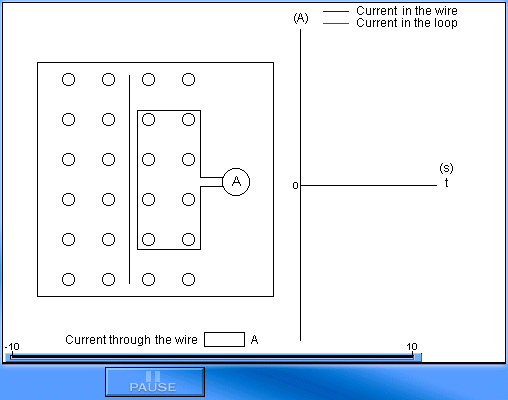 (A)
Current in the wire
Current in the loop
A
(s)
0
t
Current through the wire A
-10 10
PAUSE